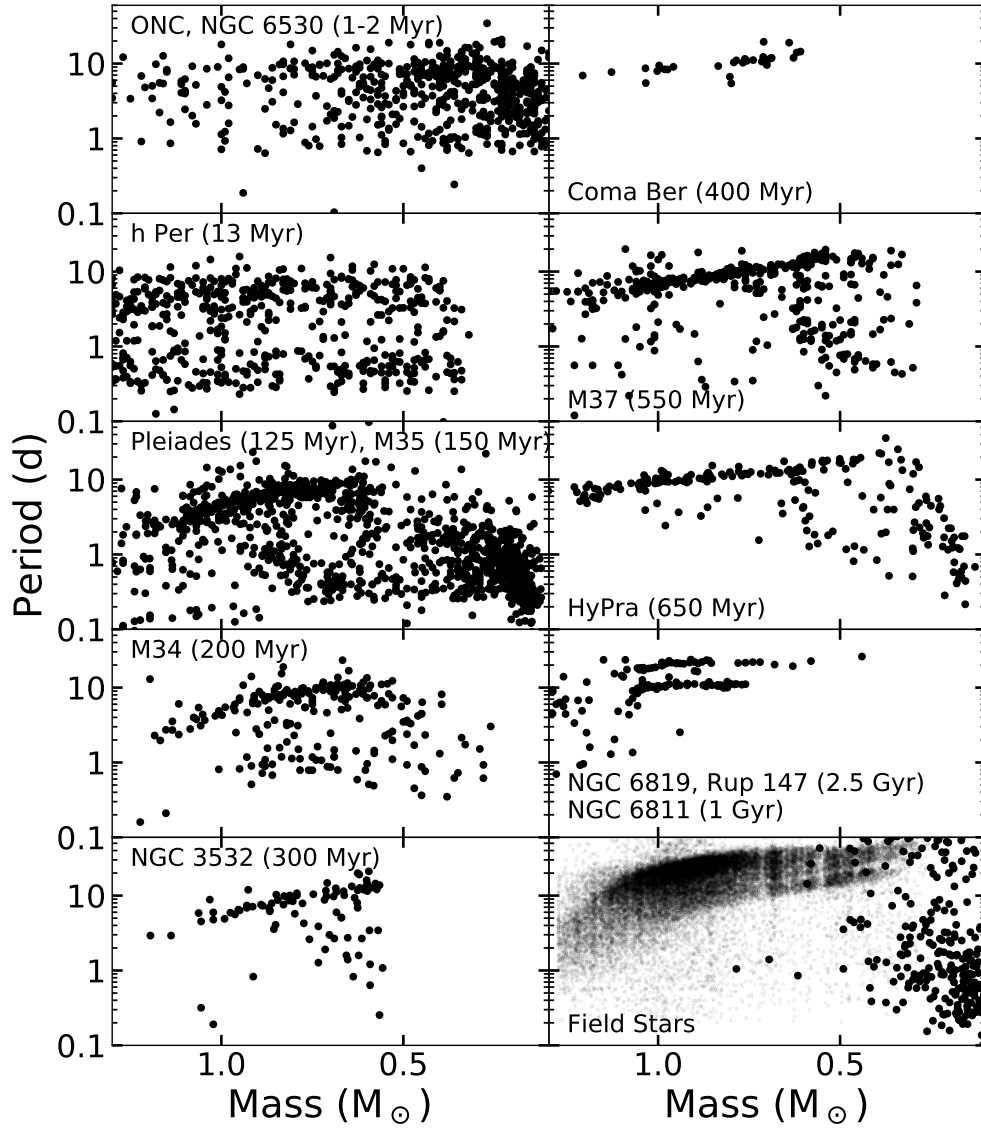 ONC, NGC 6530 (1-2 Myr)
10
1
0.1
Coma Ber (400 Myr)
h Per (13 Myr)
10
1
0.1
M37 (550 Myr)
Pleiades (125 Myr), M35 (150 Myr)
10
1
0.1
HyPra (650 Myr)
M34 (200 Myr)
10
1
0.1
NGC 6819, Rup 147 (2.5 Gyr)
NGC 6811 (1 Gyr)
NGC 3532 (300 Myr)
10
1
0.1
Field Stars
Period (d)
1.0 0.5
1.0 0.5
Mass (M☉)
Mass (M☉)